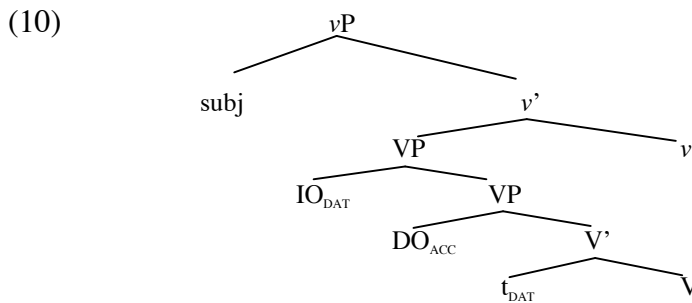 (10) vP
subj v’
VP v
IO_DAT VP
DO_ACC V’
t_DAT V